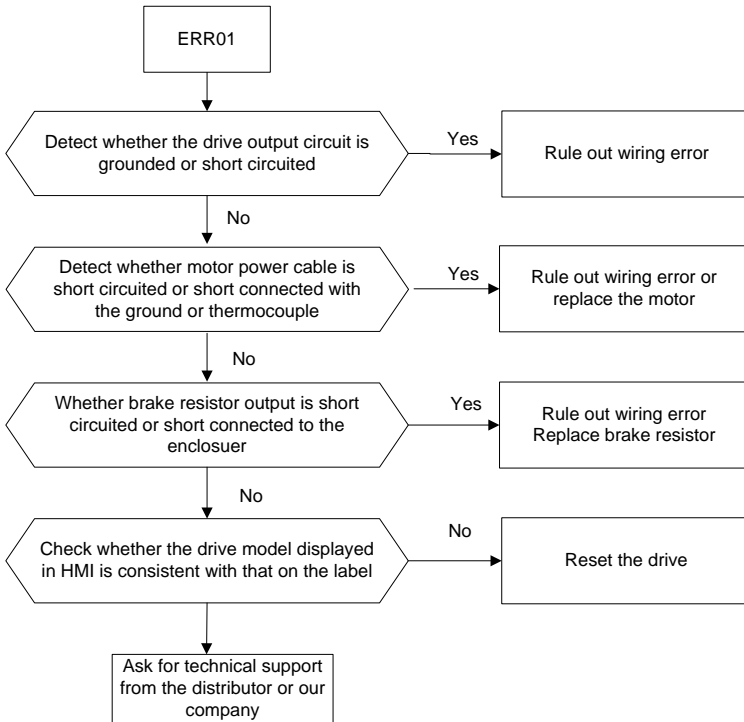 ERR01
Detect whether the drive output circuit is
grounded or short circuited
Yes
Rule out wiring error
No
Detect whether motor power cable is
short circuited or short connected with
the ground or thermocouple
Yes
Rule out wiring error or
replace the motor
No
Whether brake resistor output is short
circuited or short connected to the
enclosuer
Yes
Rule out wiring error
Replace brake resistor
No
Check whether the drive model displayed
in HMI is consistent with that on the label
No
Reset the drive
Ask for technical support
from the distributor or our
company